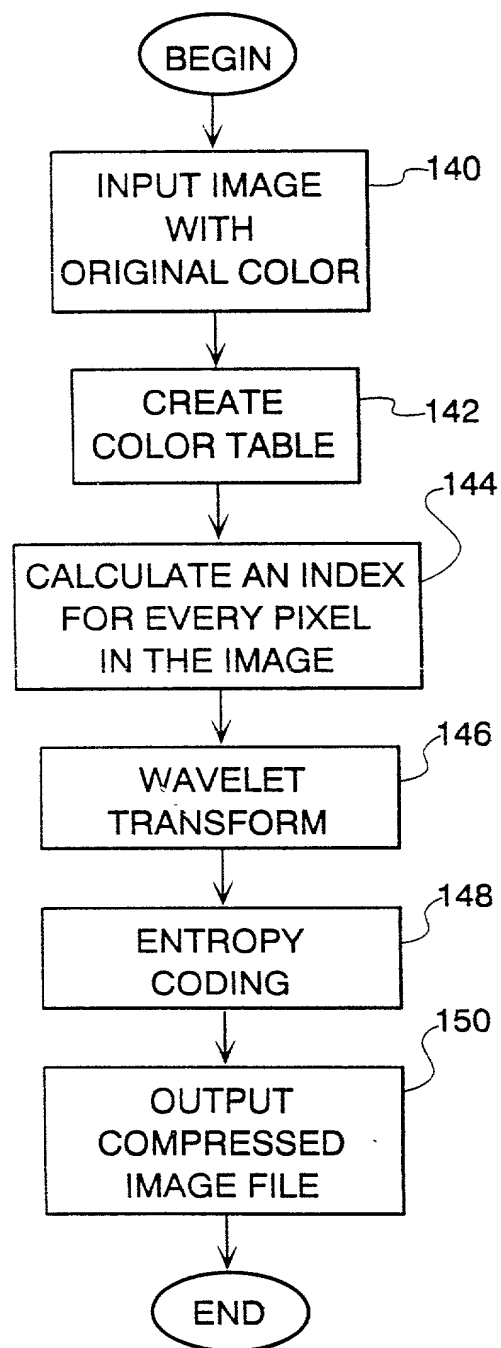 BEGIN
INPUT IMAGE
WITH
ORIGINAL COLOR
140
CREATE
COLOR TABLE
142
144
CALCULATE AN INDEX
FOR EVERY PIXEL
IN THE IMAGE
146
WAVELET
TRANSFORM
148
ENTROPY
CODING
150
OUTPUT
COMPRESSED
IMAGE FILE
END